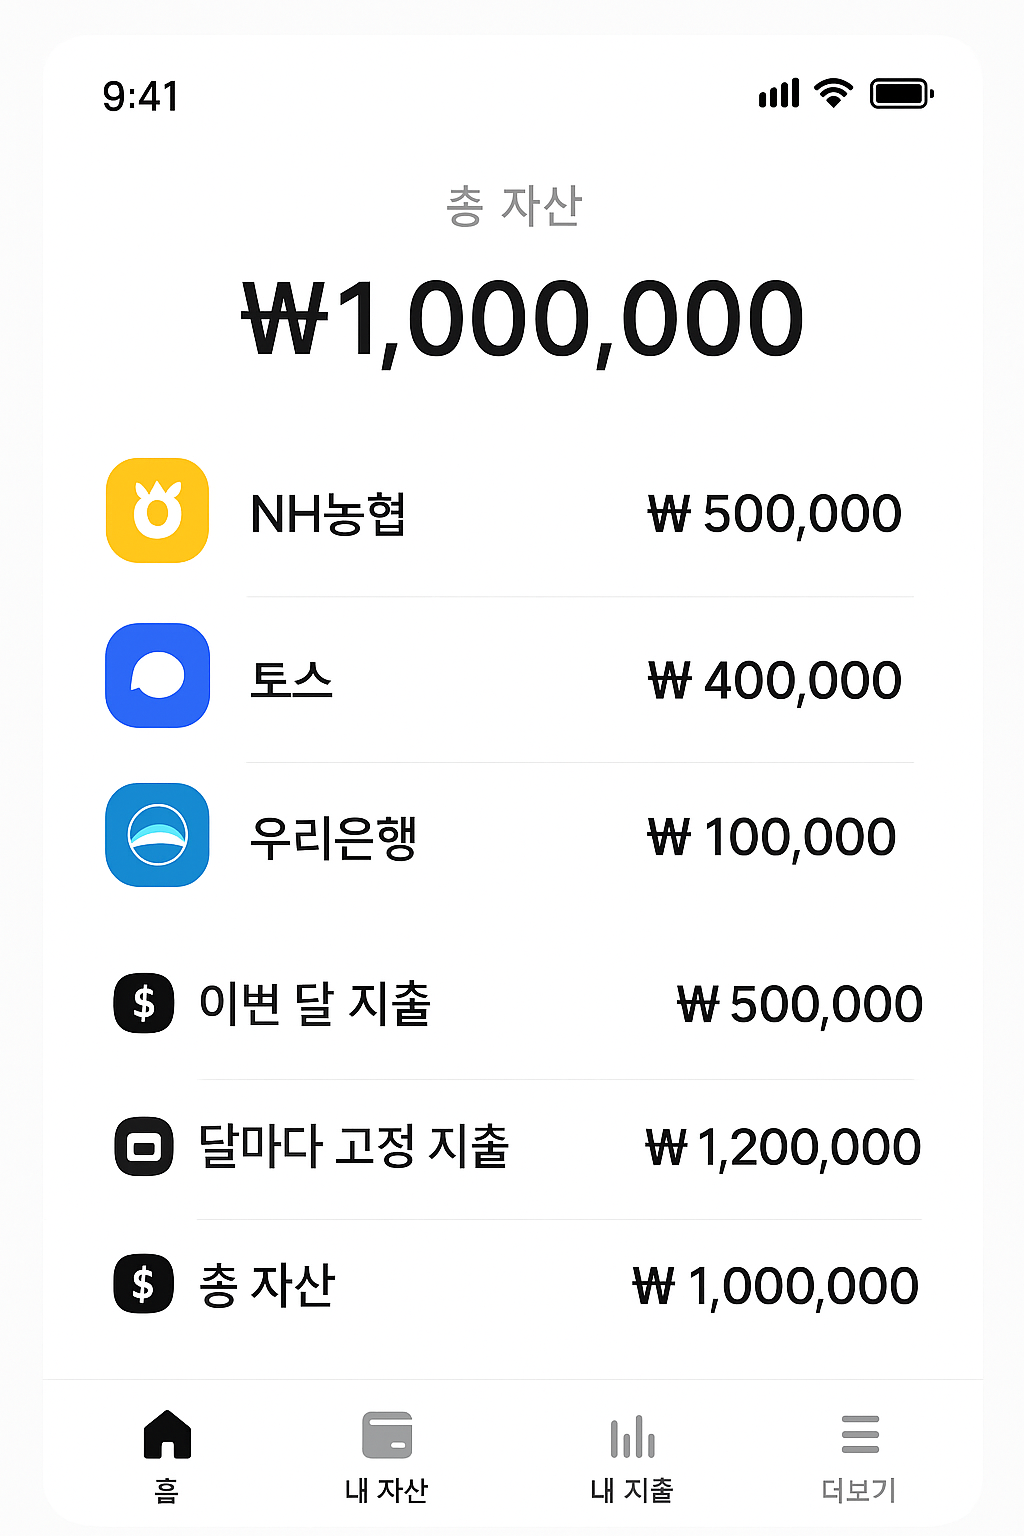 9:41
총 자산
₩1,000,000
NH농협 ₩ 500,000
토스 ₩ 400,000
우리은행 ₩ 100,000
$ 이번 달 지출 ₩ 500,000
달마다 고정 지출 ₩ 1,200,000
$ 총 자산 ₩ 1,000,000
흠 내 자산 내 지출 더보기